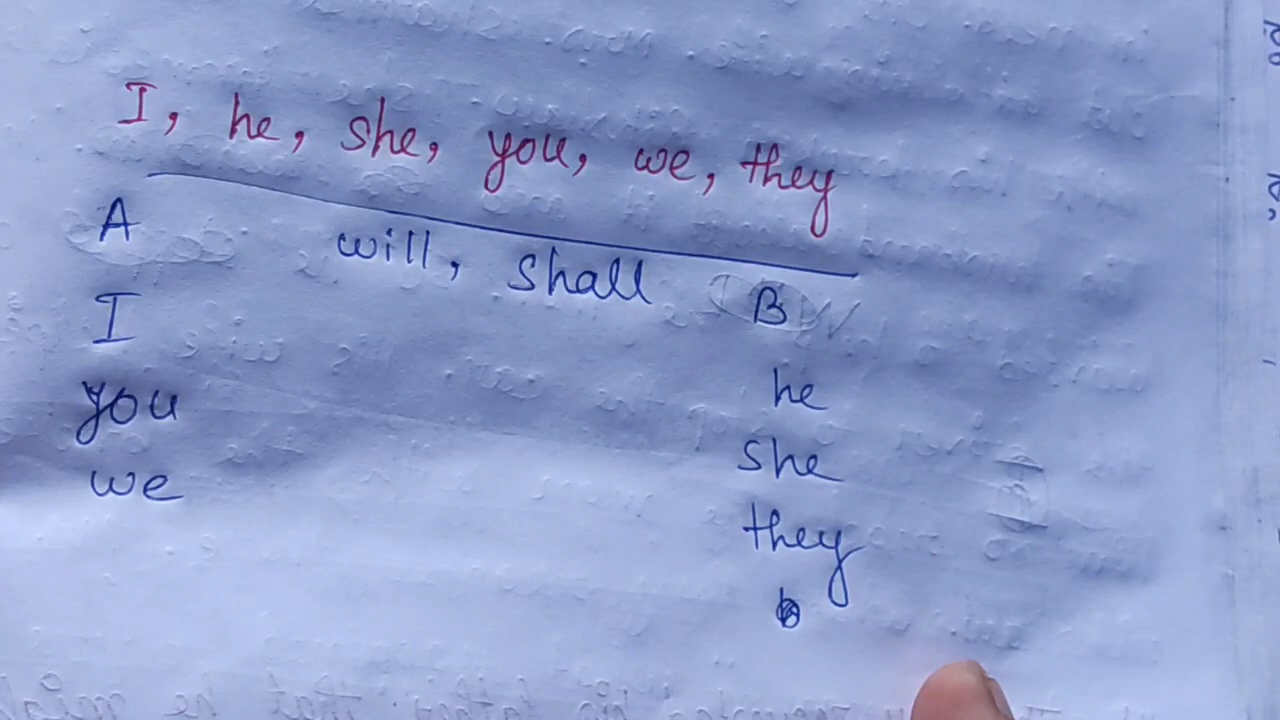 I, he, she, you, we, they
A will, shall B
I he
you she
we they